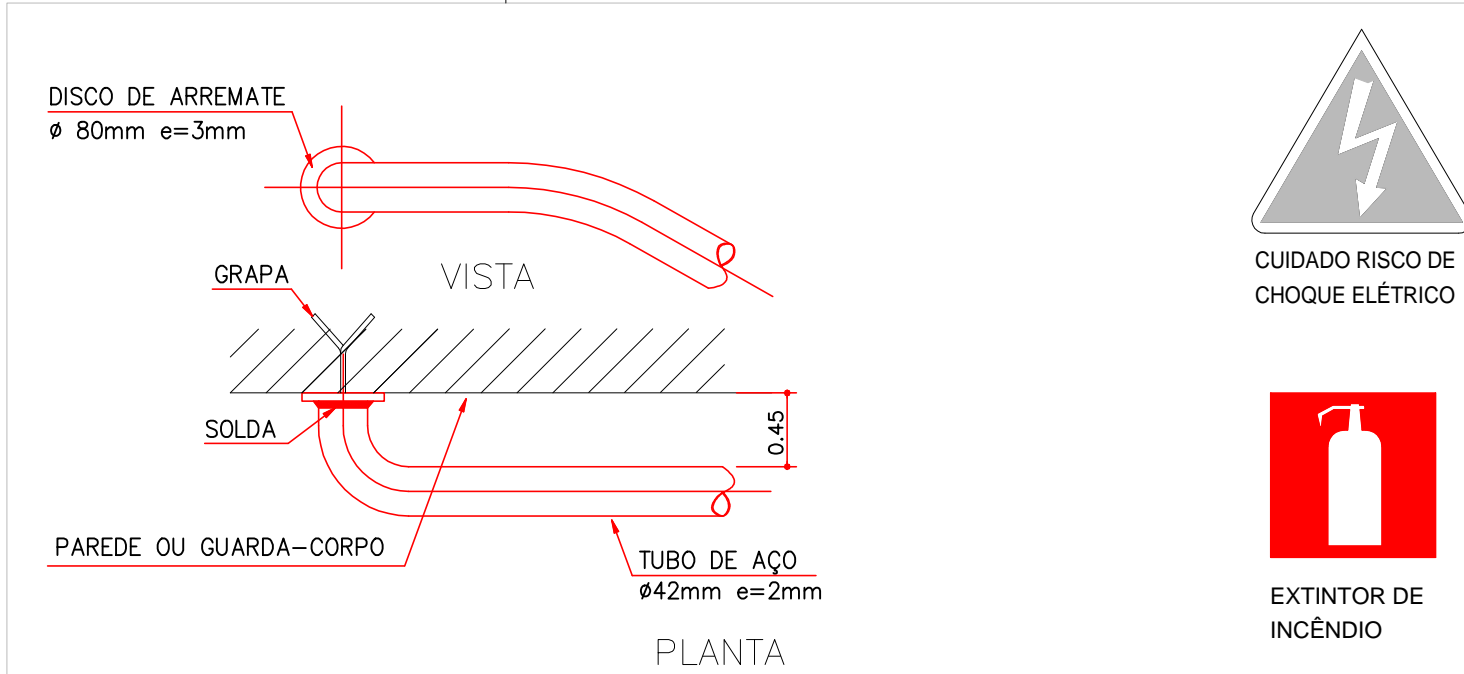 DISCO DE ARREMATE
ø 80mm e=3mm
VISTA
GRAPA
SOLDA
0.45
PAREDE OU GUARDA-CORPO
TUBO DE AÇO
ø42mm e=2mm
PLANTA
CUIDADO RISCO DE
CHOQUE ELÉTRICO
EXTINTOR DE
INCÊNDIO